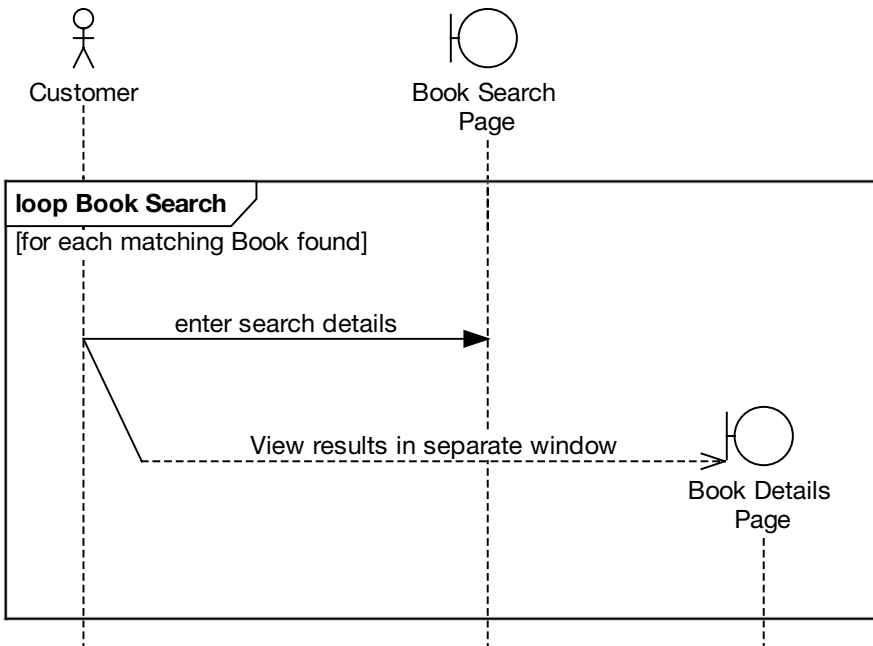 Customer
Book Search
Page
loop Book Search
[for each matching Book found]
enter search details
View results in separate window
Book Details
Page